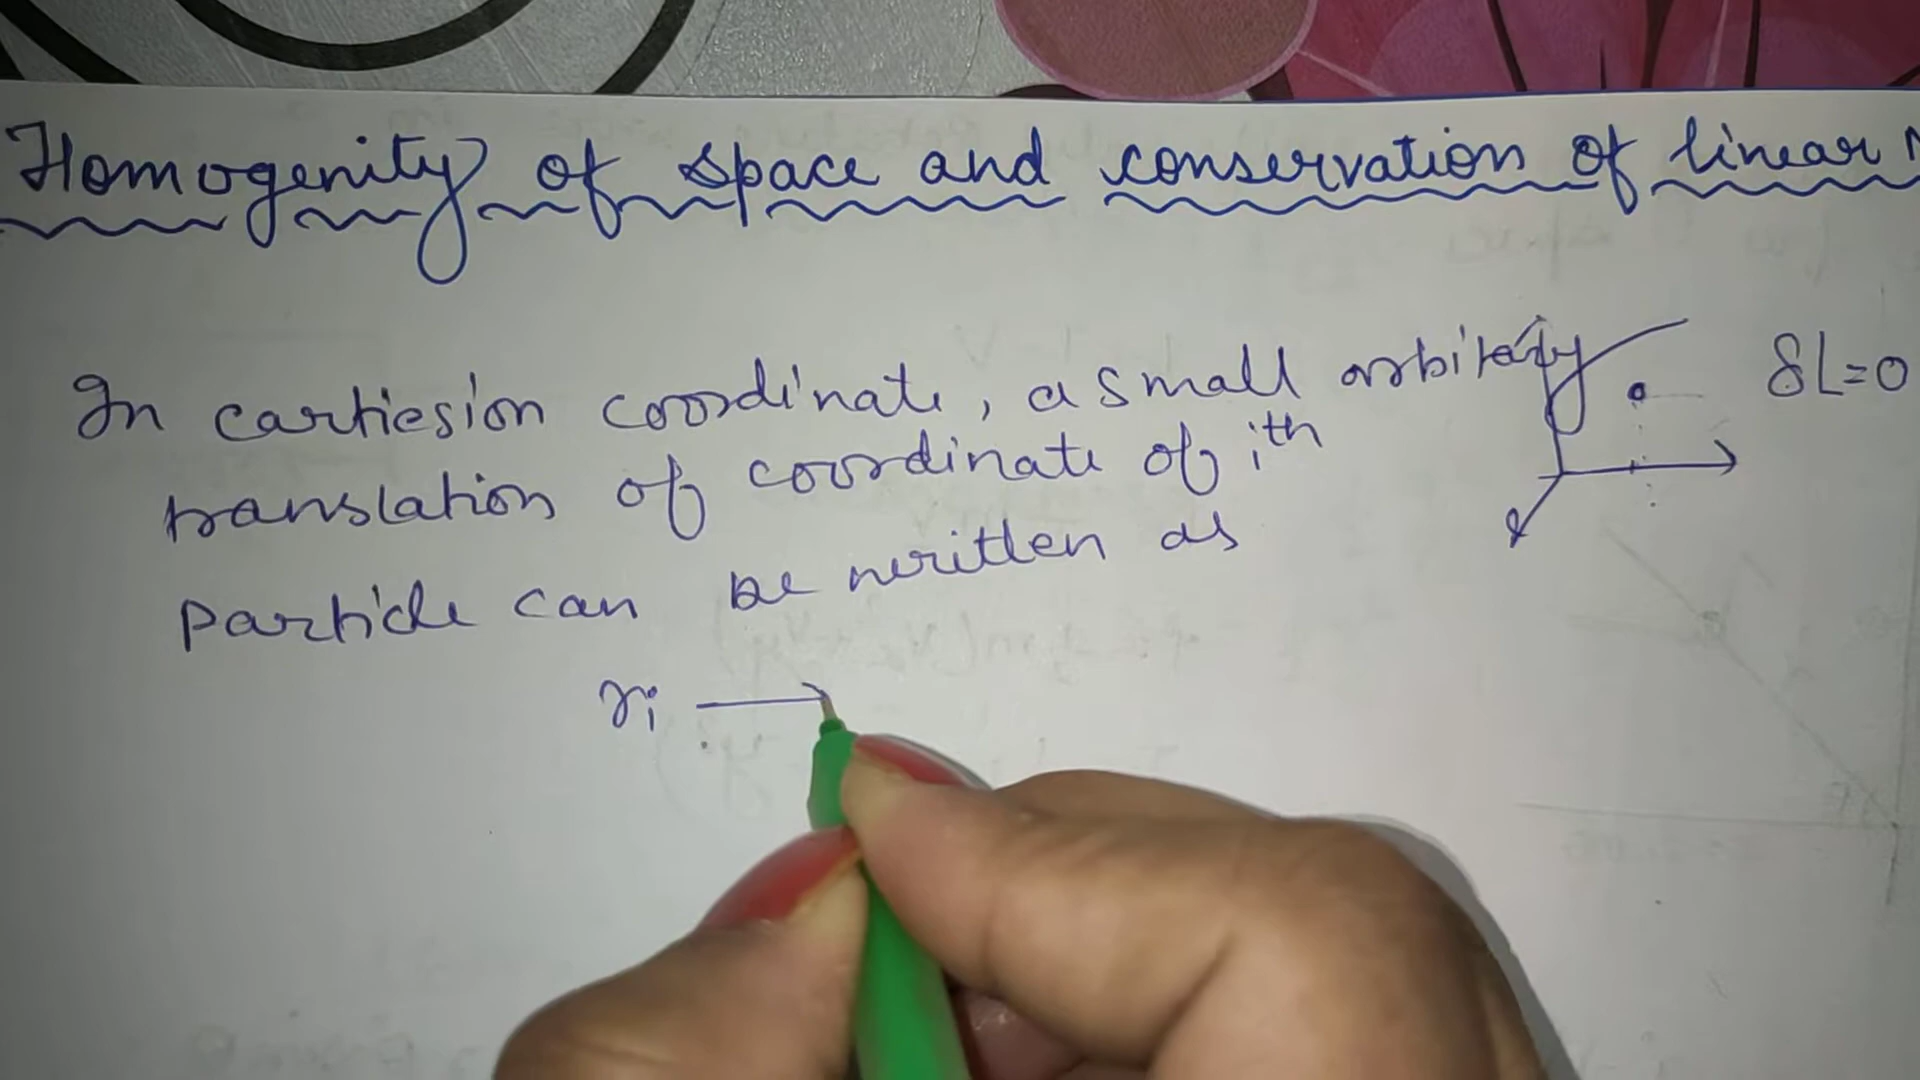 Homogenity of space and conservation of linear
In cartiesion coordinate, a small arbitrary
δL=0
translation of coordinate of ith
particle can be written as
ri →